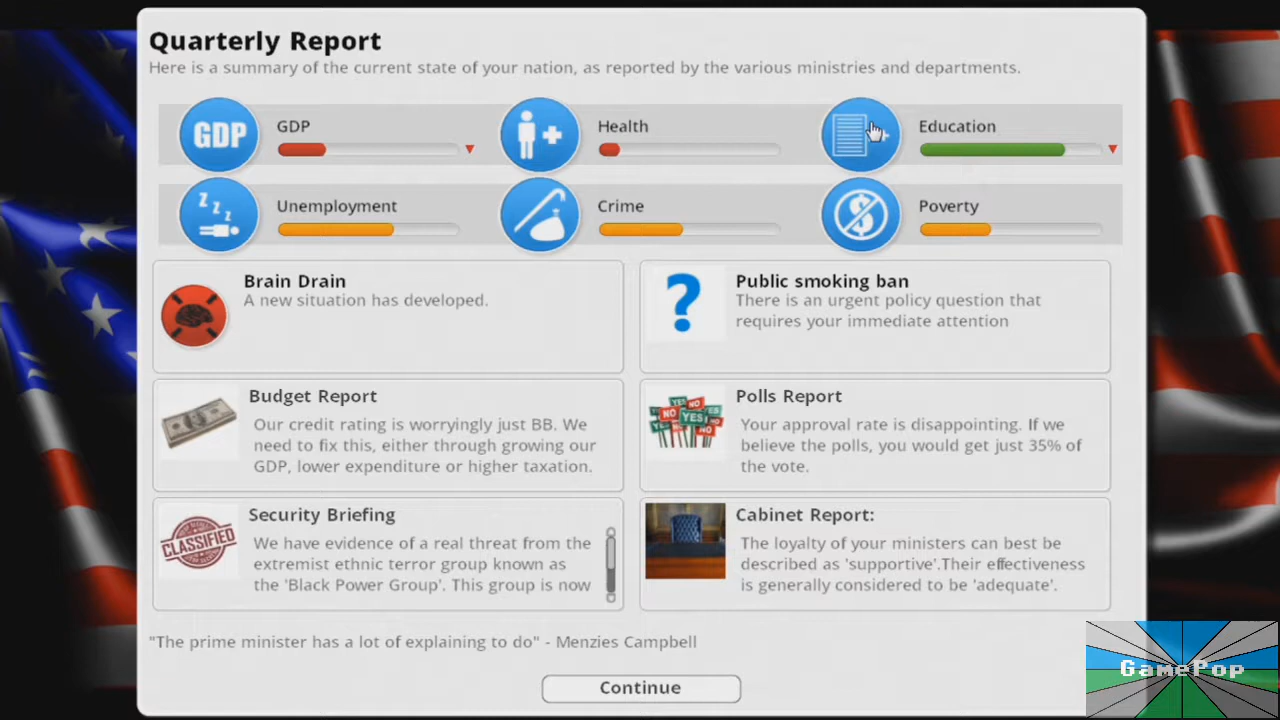 Quarterly Report
Here is a summary of the current state of your nation, as reported by the various ministries and departments.
GDP
GDP
Health
Education
Z Z Z
Unemployment
Crime
$
Poverty
Brain Drain
A new situation has developed.
?
Public smoking ban
There is an urgent policy question that
requires your immediate attention
Budget Report
Our credit rating is worryingly just BB. We
need to fix this, either through growing our
GDP, lower expenditure or higher taxation.
YES NO
NO YES
NO
Polls Report
Your approval rate is disappointing. If we
believe the polls, you would get just 35% of
the vote.
CLASSIFIED
Security Briefing
We have evidence of a real threat from the
extremist ethnic terror group known as
the 'Black Power Group'. This group is now
Cabinet Report:
The loyalty of your ministers can best be
described as 'supportive'.Their effectiveness
is generally considered to be 'adequate'.
"The prime minister has a lot of explaining to do" - Menzies Campbell
Continue
GamePop